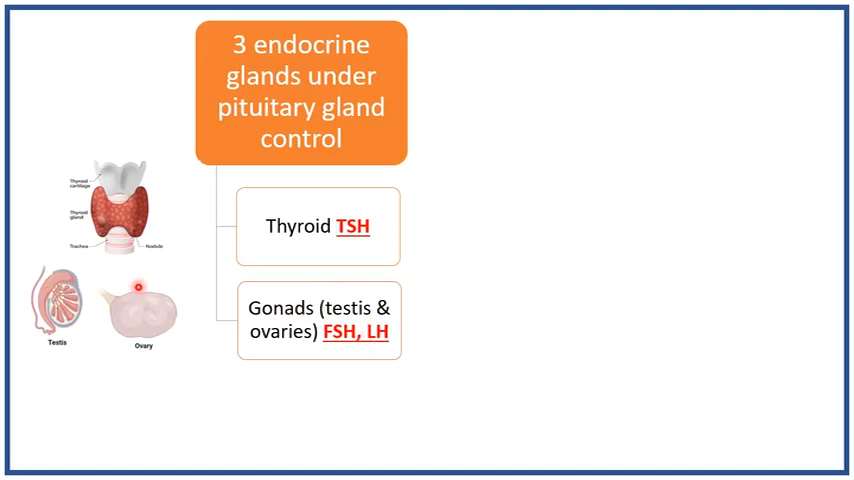 3 endocrine
glands under
pituitary gland
control
Thyroid
cartilage
Thyroid
gland
Trachea
Nodule
Thyroid TSH
Gonads (testis &
ovaries) FSH, LH
Testis
Ovary